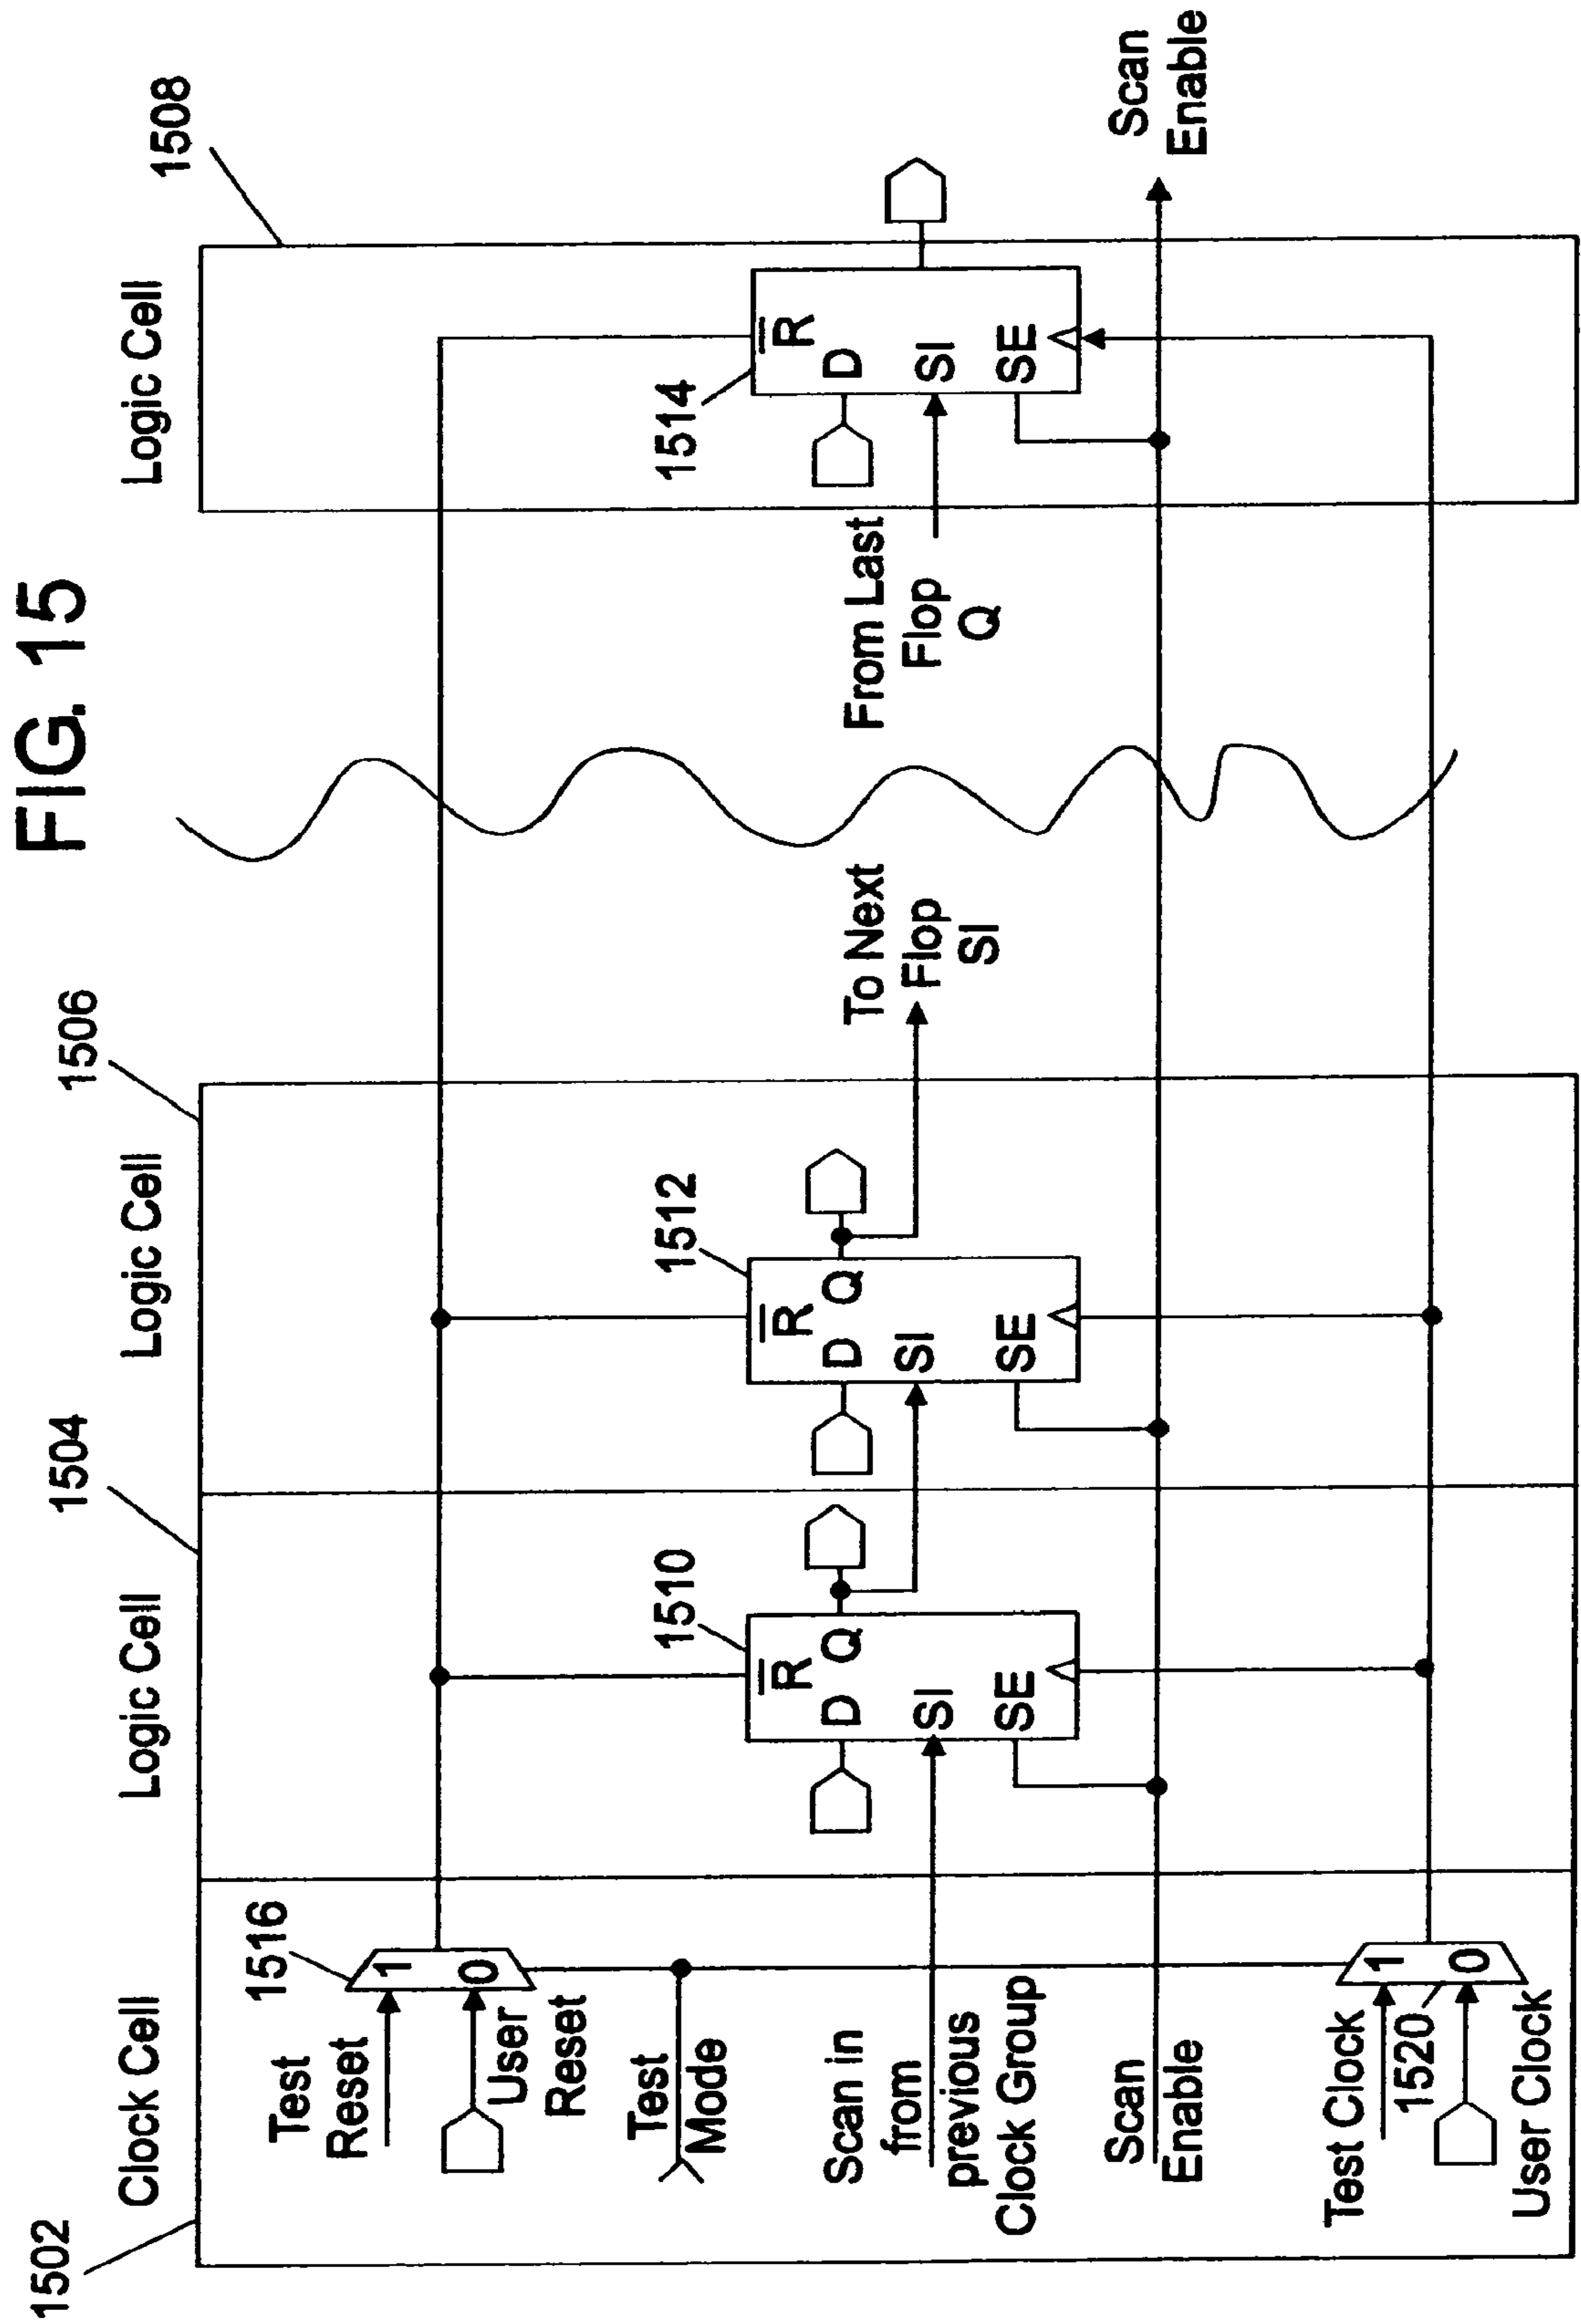 FIG. 15
1502
Clock Cell
1504
Logic Cell
1506
Logic Cell
1508
Logic Cell
Test
Reset
1516
1
0
User
Reset
Test
Mode
Scan in
from
previous
Clock Group
Scan
Enable
Test Clock
1520
1
0
User Clock
1510
R
D Q
SI
SE
1512
R
D Q
SI
SE
To Next
Flop
SI
From Last
Flop
Q
1514
R
D
SI
SE
Scan
Enable